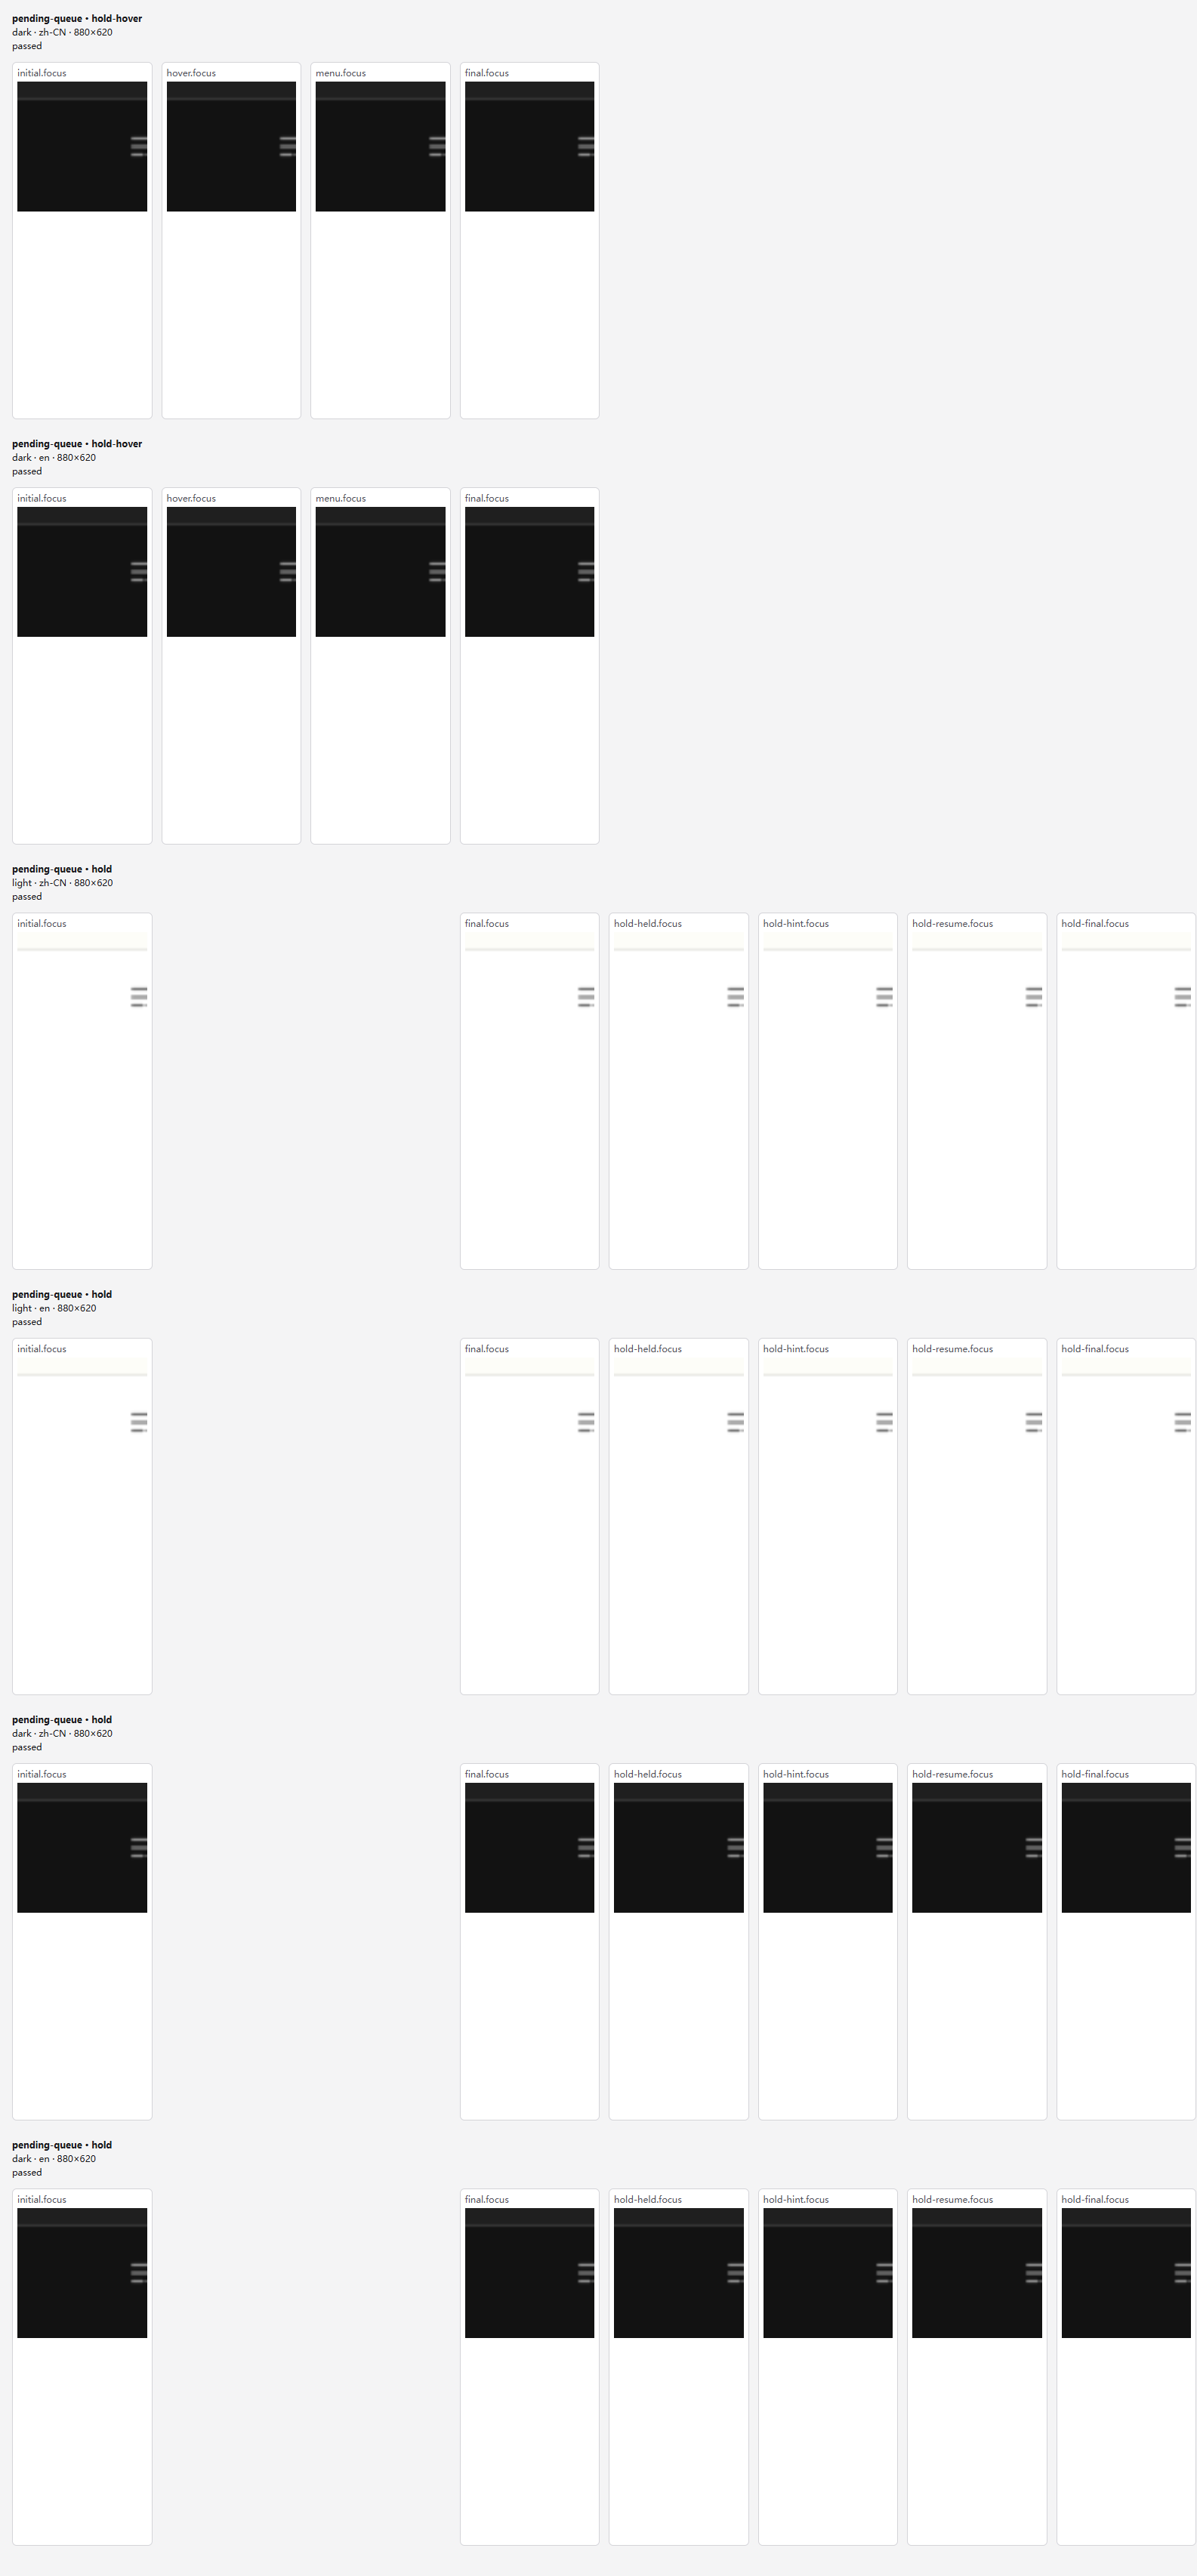 pending-queue • hold-hover
dark · zh-CN · 880×620
passed
initial.focus
hover.focus
menu.focus
final.focus
pending-queue • hold-hover
dark · en · 880×620
passed
initial.focus
hover.focus
menu.focus
final.focus
pending-queue • hold
light · zh-CN · 880×620
passed
initial.focus
final.focus
hold-held.focus
hold-hint.focus
hold-resume.focus
hold-final.focus
pending-queue • hold
light · en · 880×620
passed
initial.focus
final.focus
hold-held.focus
hold-hint.focus
hold-resume.focus
hold-final.focus
pending-queue • hold
dark · zh-CN · 880×620
passed
initial.focus
final.focus
hold-held.focus
hold-hint.focus
hold-resume.focus
hold-final.focus
pending-queue • hold
dark · en · 880×620
passed
initial.focus
final.focus
hold-held.focus
hold-hint.focus
hold-resume.focus
hold-final.focus